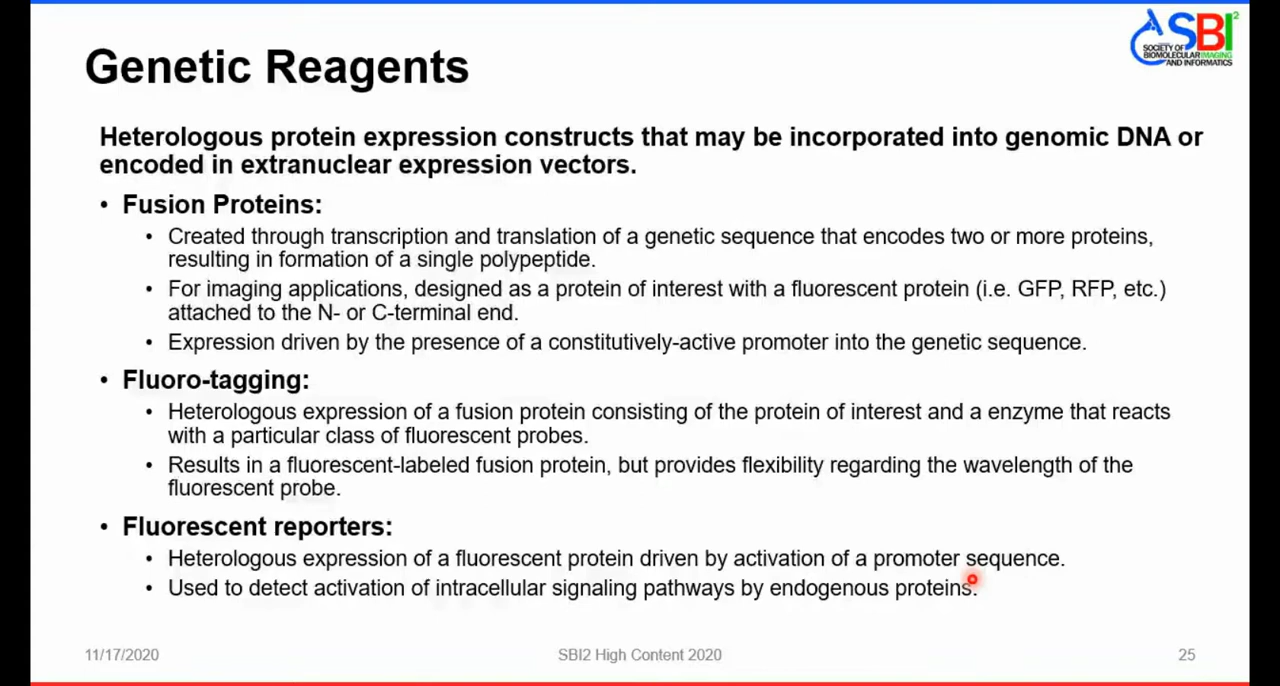 SBI2
SOCIETY OF
BIOMOLECULAR IMAGING
AND INFORMATICS
Genetic Reagents
Heterologous protein expression constructs that may be incorporated into genomic DNA or
encoded in extranuclear expression vectors.
• Fusion Proteins:
• Created through transcription and translation of a genetic sequence that encodes two or more proteins,
resulting in formation of a single polypeptide.
• For imaging applications, designed as a protein of interest with a fluorescent protein (i.e. GFP, RFP, etc.)
attached to the N- or C-terminal end.
• Expression driven by the presence of a constitutively-active promoter into the genetic sequence.
• Fluoro-tagging:
• Heterologous expression of a fusion protein consisting of the protein of interest and a enzyme that reacts
with a particular class of fluorescent probes.
• Results in a fluorescent-labeled fusion protein, but provides flexibility regarding the wavelength of the
fluorescent probe.
• Fluorescent reporters:
• Heterologous expression of a fluorescent protein driven by activation of a promoter sequence.
• Used to detect activation of intracellular signaling pathways by endogenous proteins.
11/17/2020
SBI2 High Content 2020
25